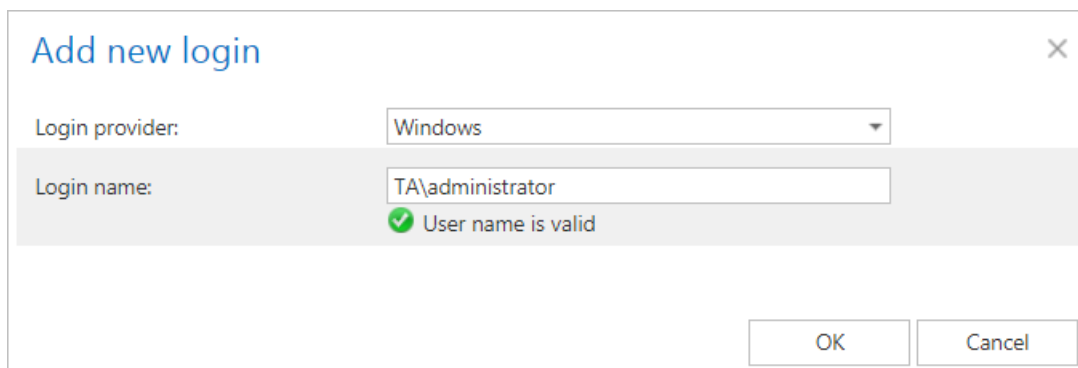 Add new login
Login provider: Windows
Login name: TA\administrator
User name is valid
OK Cancel